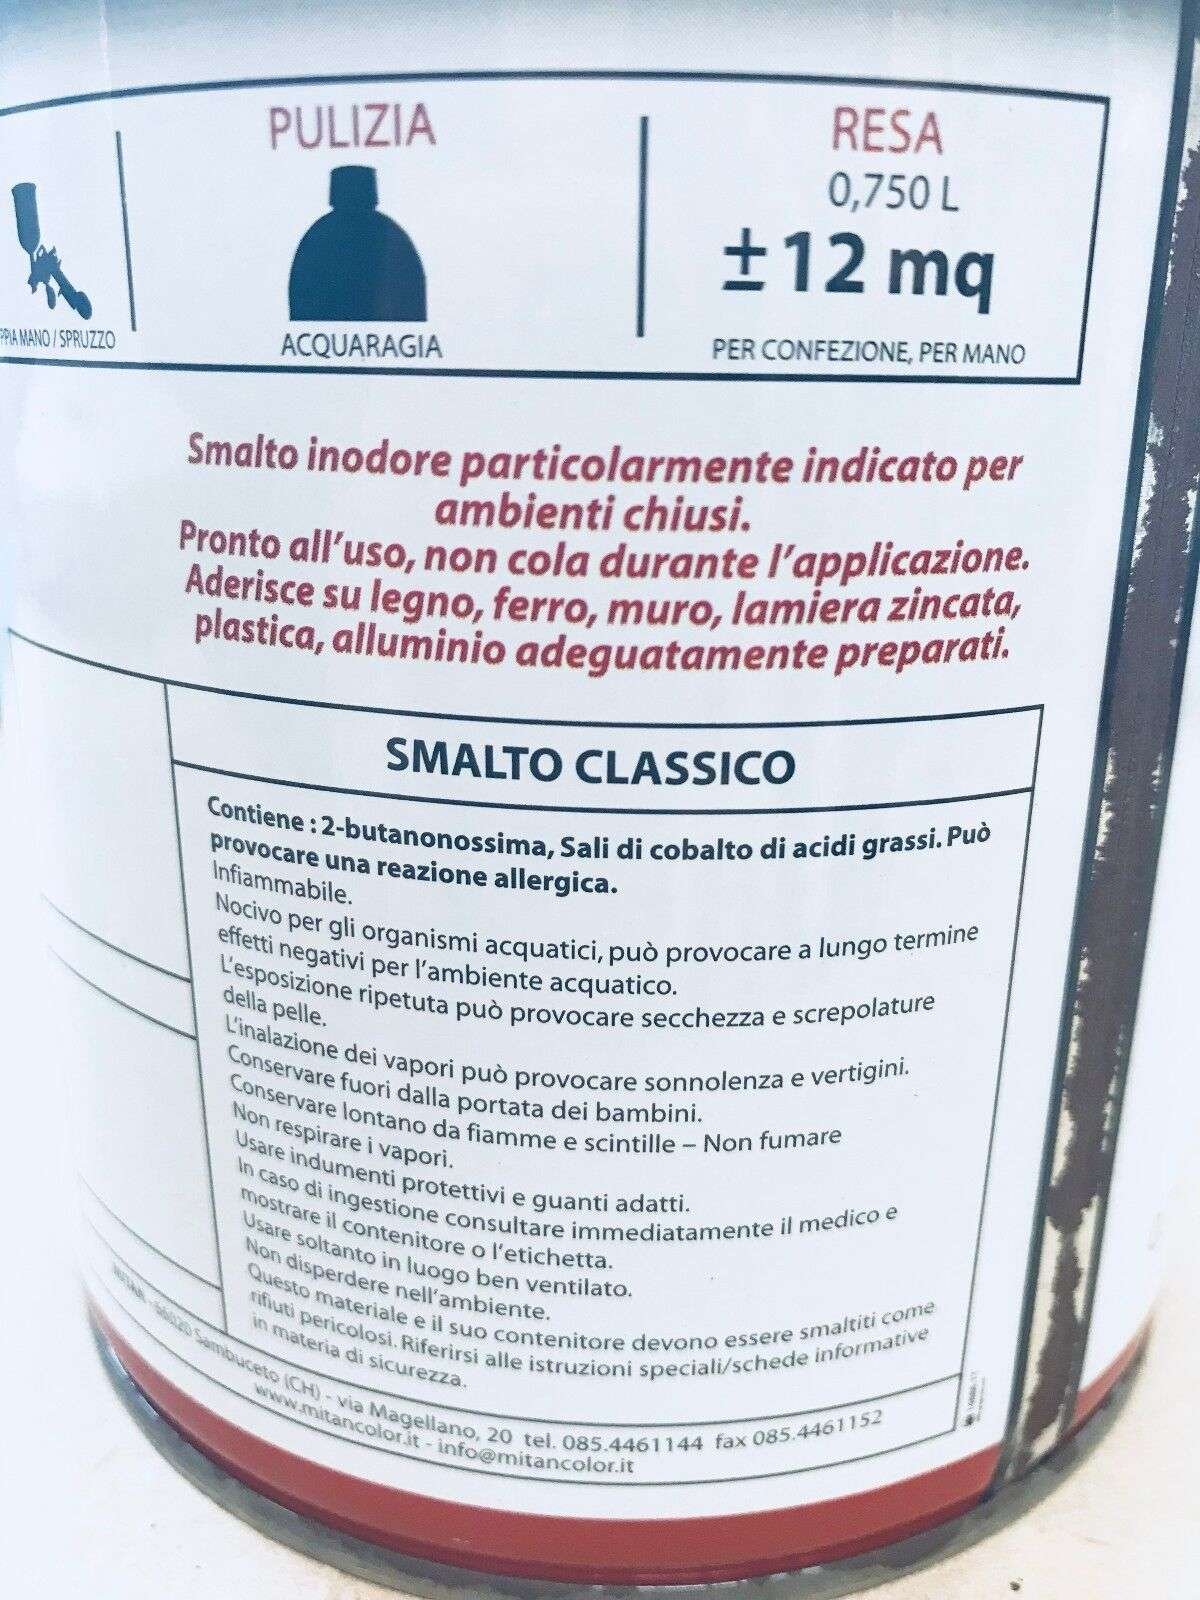 MANO / SPRUZZO
PULIZIA
ACQUARAGIA
RESA
0,750 L
±12 mq
PER CONFEZIONE, PER MANO
Smalto inodore particolarmente indicato per
ambienti chiusi.
Pronto all'uso, non cola durante l'applicazione.
Aderisce su legno, ferro, muro, lamiera zincata,
plastica, alluminio adeguatamente preparati.
SMALTO CLASSICO
Contiene : 2-butanonossima, Sali di cobalto di acidi grassi. Può
provocare una reazione allergica.
Infiammabile.
Nocivo per gli organismi acquatici, può provocare a lungo termine
effetti negativi per l'ambiente acquatico.
L'esposizione ripetuta può provocare secchezza e screpolature
della pelle.
L'inalazione dei vapori può provocare sonnolenza e vertigini.
Conservare fuori dalla portata dei bambini.
Conservare lontano da fiamme e scintille – Non fumare
Non respirare i vapori.
Usare indumenti protettivi e guanti adatti.
In caso di ingestione consultare immediatamente il medico e
mostrare il contenitore o l'etichetta.
Usare soltanto in luogo ben ventilato.
Non disperdere nell'ambiente.
Questo materiale e il suo contenitore devono essere smaltiti come
rifiuti pericolosi. Riferirsi alle istruzioni speciali/schede informative
in materia di sicurezza.
66020 Sambuceto (CH) - via Magellano, 20 tel. 085.4461144 fax 085.4461152
www.mitancolor.it - info@mitancolor.it